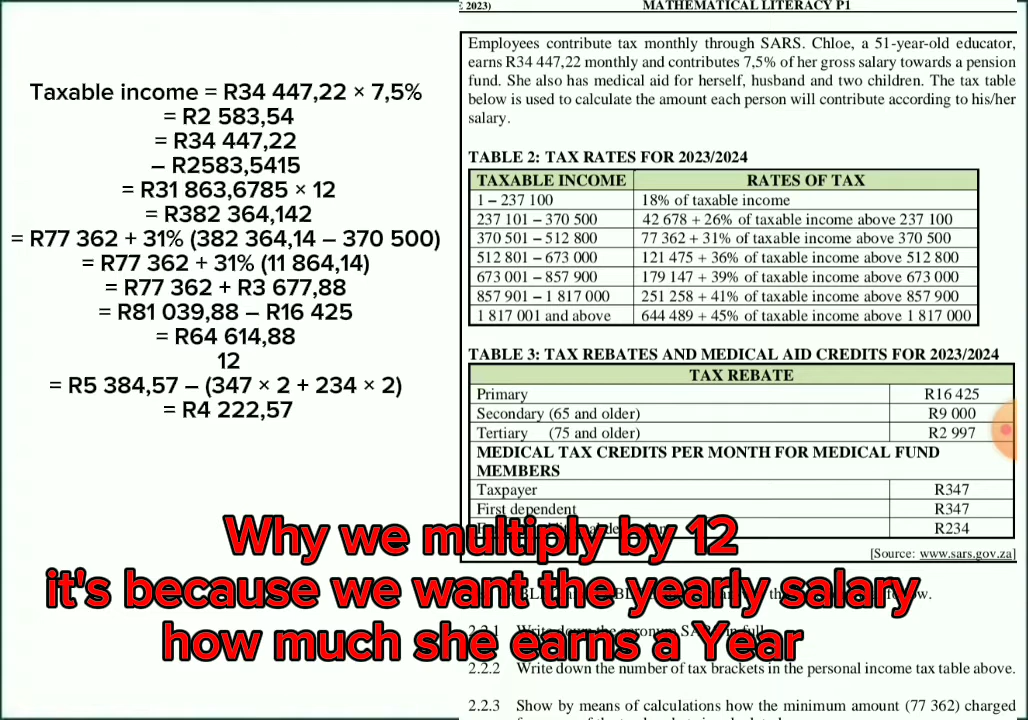 2023)
MATHEMATICAL LITERACY P1
Taxable income = R34 447,22 × 7,5%
= R2 583,54
= R34 447,22
– R2583,5415
= R31 863,6785 × 12
= R382 364,142
= R77 362 + 31% (382 364,14 – 370 500)
= R77 362 + 31% (11 864,14)
= R77 362 + R3 677,88
= R81 039,88 – R16 425
= R64 614,88
12
= R5 384,57 – (347 × 2 + 234 × 2)
= R4 222,57
Employees contribute tax monthly through SARS. Chloe, a 51-year-old educator,
earns R34 447,22 monthly and contributes 7,5% of her gross salary towards a pension
fund. She also has medical aid for herself, husband and two children. The tax table
below is used to calculate the amount each person will contribute according to his/her
salary.
TABLE 2: TAX RATES FOR 2023/2024
TAXABLE INCOME RATES OF TAX
1 – 237 100 18% of taxable income
237 101 – 370 500 42 678 + 26% of taxable income above 237 100
370 501 – 512 800 77 362 + 31% of taxable income above 370 500
512 801 – 673 000 121 475 + 36% of taxable income above 512 800
673 001 – 857 900 179 147 + 39% of taxable income above 673 000
857 901 – 1 817 000 251 258 + 41% of taxable income above 857 900
1 817 001 and above 644 489 + 45% of taxable income above 1 817 000
TABLE 3: TAX REBATES AND MEDICAL AID CREDITS FOR 2023/2024
TAX REBATE
Primary R16 425
Secondary (65 and older) R9 000
Tertiary (75 and older) R2 997
MEDICAL TAX CREDITS PER MONTH FOR MEDICAL FUND
MEMBERS
Taxpayer R347
First dependent R347
R234
[Source: www.sars.gov.za]
Why we multiply by 12
it's because we want the yearly salary
how much she earns a Year
2.2.1 Write down the acronym SARS in full.
2.2.2 Write down the number of tax brackets in the personal income tax table above.
2.2.3 Show by means of calculations how the minimum amount (77 362) charged